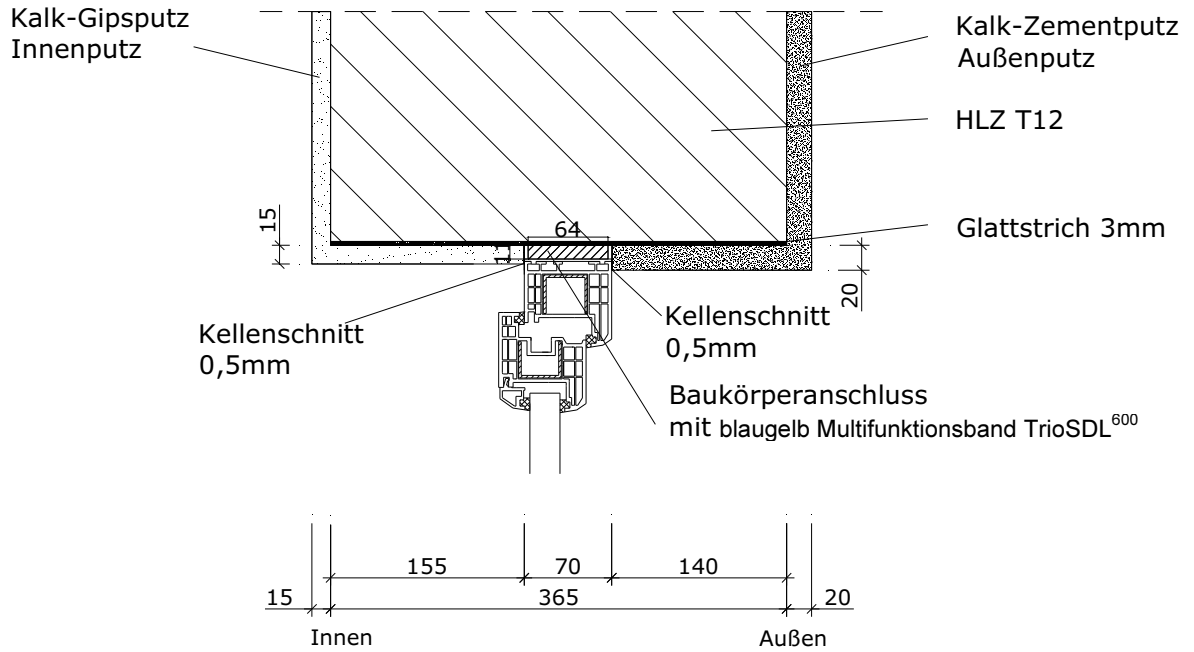 Kalk-Gipsputz
Innenputz
Kalk-Zementputz
Außenputz
HLZ T12
15
64
Glattstrich 3mm
20
Kellenschnitt
0,5mm
Kellenschnitt
0,5mm
Baukörperanschluss
mit blaugelb Multifunktionsband TrioSDL600
155
70
140
15
365
20
Innen
Außen